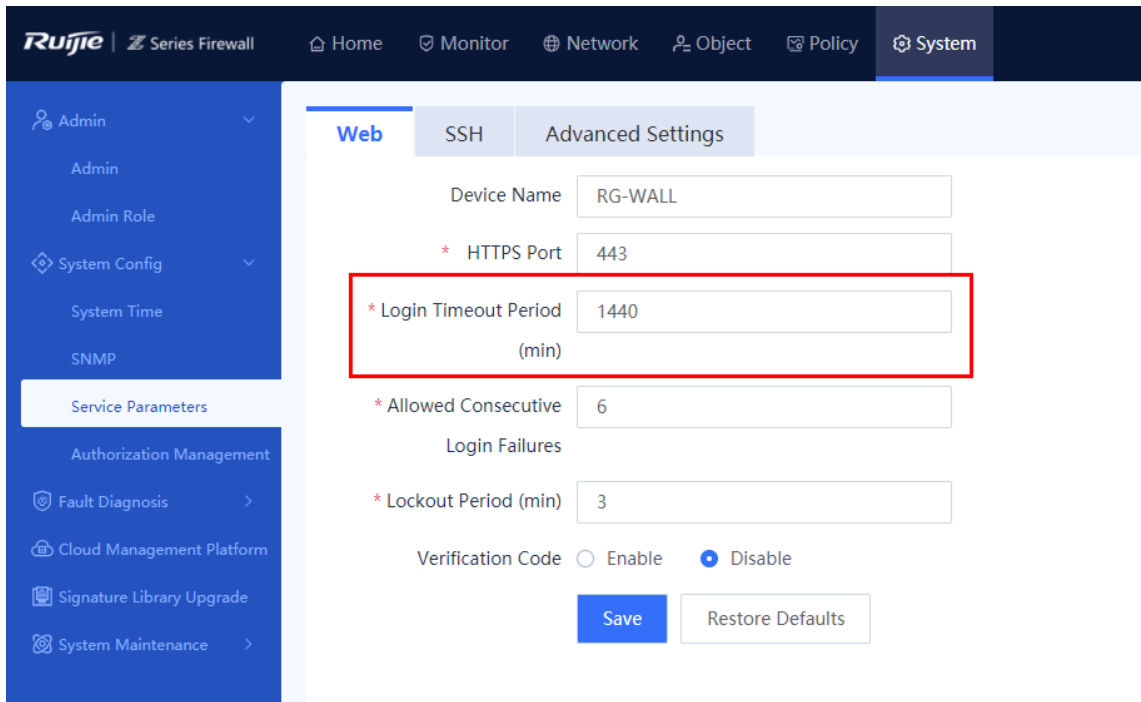 Ruijie | Z Series Firewall
Home
Monitor
Network
Object
Policy
System
Admin
Admin
Admin Role
System Config
System Time
SNMP
Service Parameters
Authorization Management
Fault Diagnosis
Cloud Management Platform
Signature Library Upgrade
System Maintenance
Web
SSH
Advanced Settings
Device Name
RG-WALL
* HTTPS Port
443
* Login Timeout Period
(min)
1440
* Allowed Consecutive
Login Failures
6
* Lockout Period (min)
3
Verification Code
Enable
Disable
Save
Restore Defaults